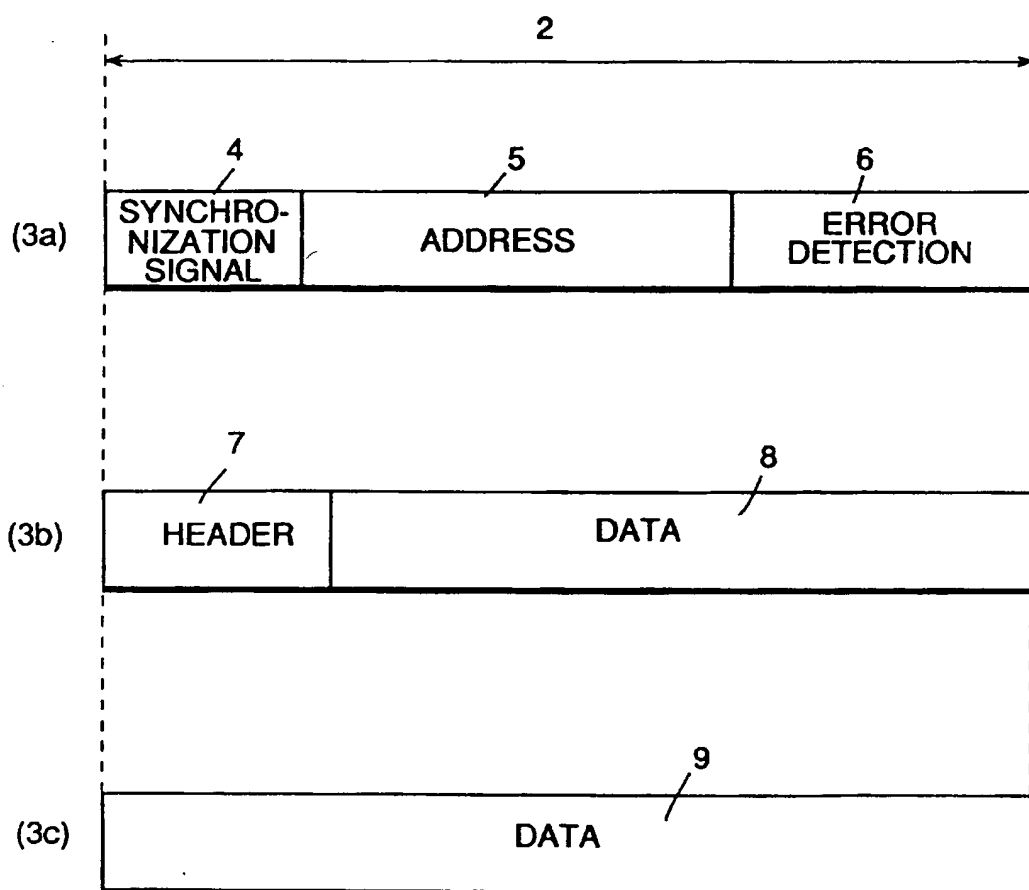 2
4
5
6
(3a)
SYNCHRO-
NIZATION
SIGNAL
ADDRESS
ERROR
DETECTION
7
8
(3b)
HEADER
DATA
9
(3c)
DATA